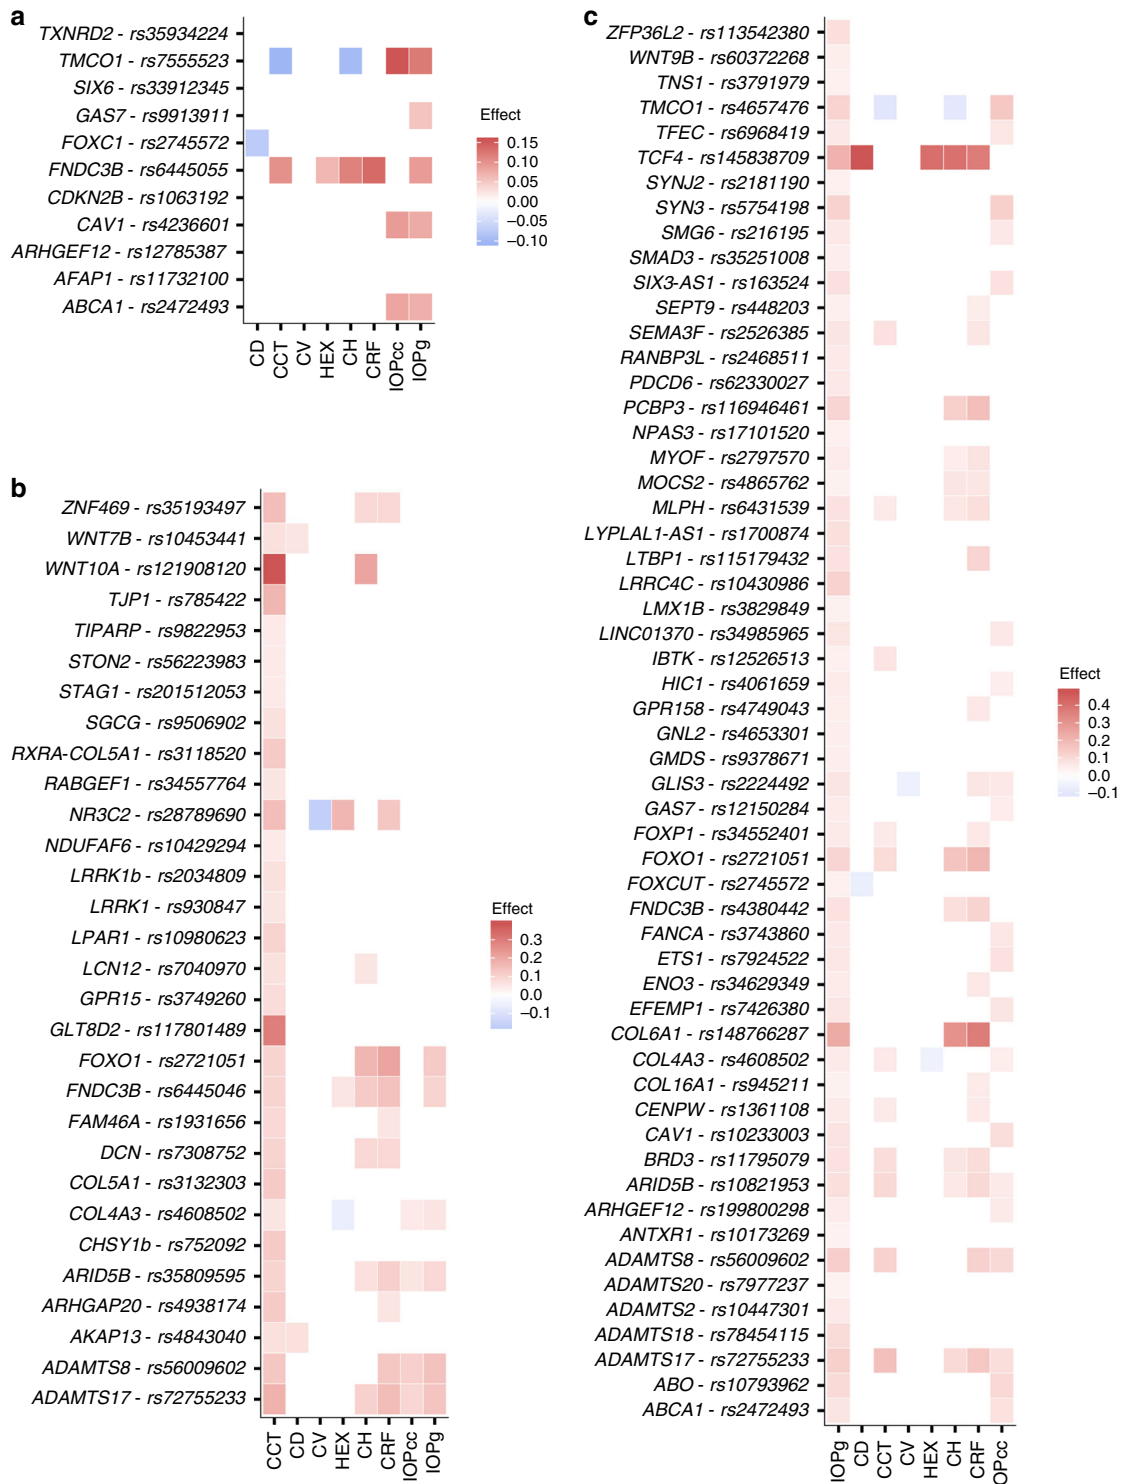 a
TXNRD2 - rs35934224
TMCO1 - rs7555523
SIX6 - rs33912345
GAS7 - rs9913911
FOXC1 - rs2745572
FNDC3B - rs6445055
CDKN2B - rs1063192
CAV1 - rs4236601
ARHGEF12 - rs12785387
AFAP1 - rs11732100
ABCA1 - rs2472493
CD
CCT
CV
HEX
CH
CRF
IOPcc
IOPg
Effect
0.15
0.10
0.05
0.00
−0.05
−0.10
b
ZNF469 - rs35193497
WNT7B - rs10453441
WNT10A - rs121908120
TJP1 - rs785422
TIPARP - rs9822953
STON2 - rs56223983
STAG1 - rs201512053
SGCG - rs9506902
RXRA-COL5A1 - rs3118520
RABGEF1 - rs34557764
NR3C2 - rs28789690
NDUFAF6 - rs10429294
LRRK1b - rs2034809
LRRK1 - rs930847
LPAR1 - rs10980623
LCN12 - rs7040970
GPR15 - rs3749260
GLT8D2 - rs117801489
FOXO1 - rs2721051
FNDC3B - rs6445046
FAM46A - rs1931656
DCN - rs7308752
COL5A1 - rs3132303
COL4A3 - rs4608502
CHSY1b - rs752092
ARID5B - rs35809595
ARHGAP20 - rs4938174
AKAP13 - rs4843040
ADAMTS8 - rs56009602
ADAMTS17 - rs72755233
CCT
CD
CV
HEX
CH
CRF
IOPcc
IOPg
Effect
0.3
0.2
0.1
0.0
−0.1
c
ZFP36L2 - rs113542380
WNT9B - rs60372268
TNS1 - rs3791979
TMCO1 - rs4657476
TFEC - rs6968419
TCF4 - rs145838709
SYNJ2 - rs2181190
SYN3 - rs5754198
SMG6 - rs216195
SMAD3 - rs35251008
SIX3-AS1 - rs163524
SEPT9 - rs448203
SEMA3F - rs2526385
RANBP3L - rs2468511
PDCD6 - rs62330027
PCBP3 - rs116946461
NPAS3 - rs17101520
MYOF - rs2797570
MOCS2 - rs4865762
MLPH - rs6431539
LYPLAL1-AS1 - rs1700874
LTBP1 - rs115179432
LRRC4C - rs10430986
LMX1B - rs3829849
LINC01370 - rs34985965
IBTK - rs12526513
HIC1 - rs4061659
GPR158 - rs4749043
GNL2 - rs4653301
GMDS - rs9378671
GLIS3 - rs2224492
GAS7 - rs12150284
FOXP1 - rs34552401
FOXO1 - rs2721051
FOXCUT - rs2745572
FNDC3B - rs4380442
FANCA - rs3743860
ETS1 - rs7924522
ENO3 - rs34629349
EFEMP1 - rs7426380
COL6A1 - rs148766287
COL4A3 - rs4608502
COL16A1 - rs945211
CENPW - rs1361108
CAV1 - rs10233003
BRD3 - rs11795079
ARID5B - rs10821953
ARHGEF12 - rs199800298
ANTXR1 - rs10173269
ADAMTS8 - rs56009602
ADAMTS20 - rs7977237
ADAMTS2 - rs10447301
ADAMTS18 - rs78454115
ADAMTS17 - rs72755233
ABO - rs10793962
ABCA1 - rs2472493
IOPg
CD
CCT
CV
HEX
CH
CRF
OPcc
Effect
0.4
0.3
0.2
0.1
0.0
−0.1